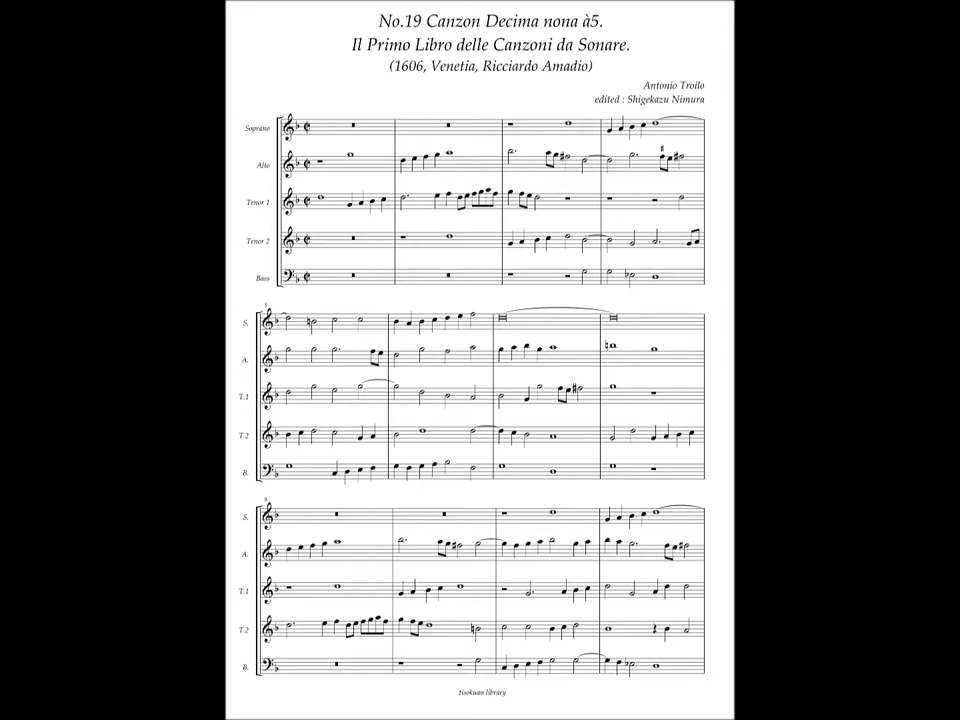 No.19 Canzon Decima nona à5.
Il Primo Libro delle Canzoni da Sonare.
(1606, Venetia, Ricciardo Amadio)
Antonio Troilo
edited : Shigekazu Nimura
Soprano
Alto
Tenor 1
Tenor 2
Bass
5
S.
A.
T.1
T.2
B.
9
S.
A.
T.1
T.2
B.
tisokuan library